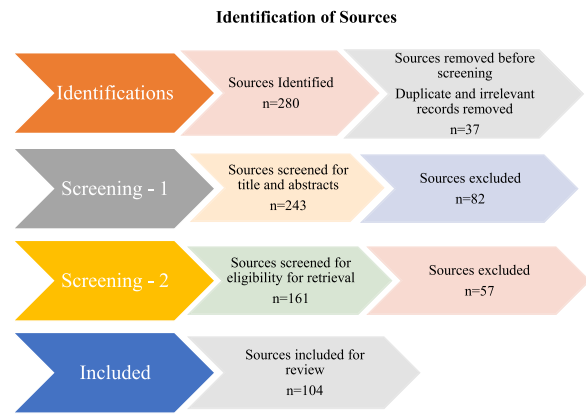 Identification of Sources
Identifications
Sources Identified
n=280
Sources removed before
screening
Duplicate and irrelevant
records removed
n=37
Screening - 1
Sources screened for
title and abstracts
n=243
Sources excluded
n=82
Screening - 2
Sources screened for
eligibility for retrieval
n=161
Sources excluded
n=57
Included
Sources included for
review
n=104